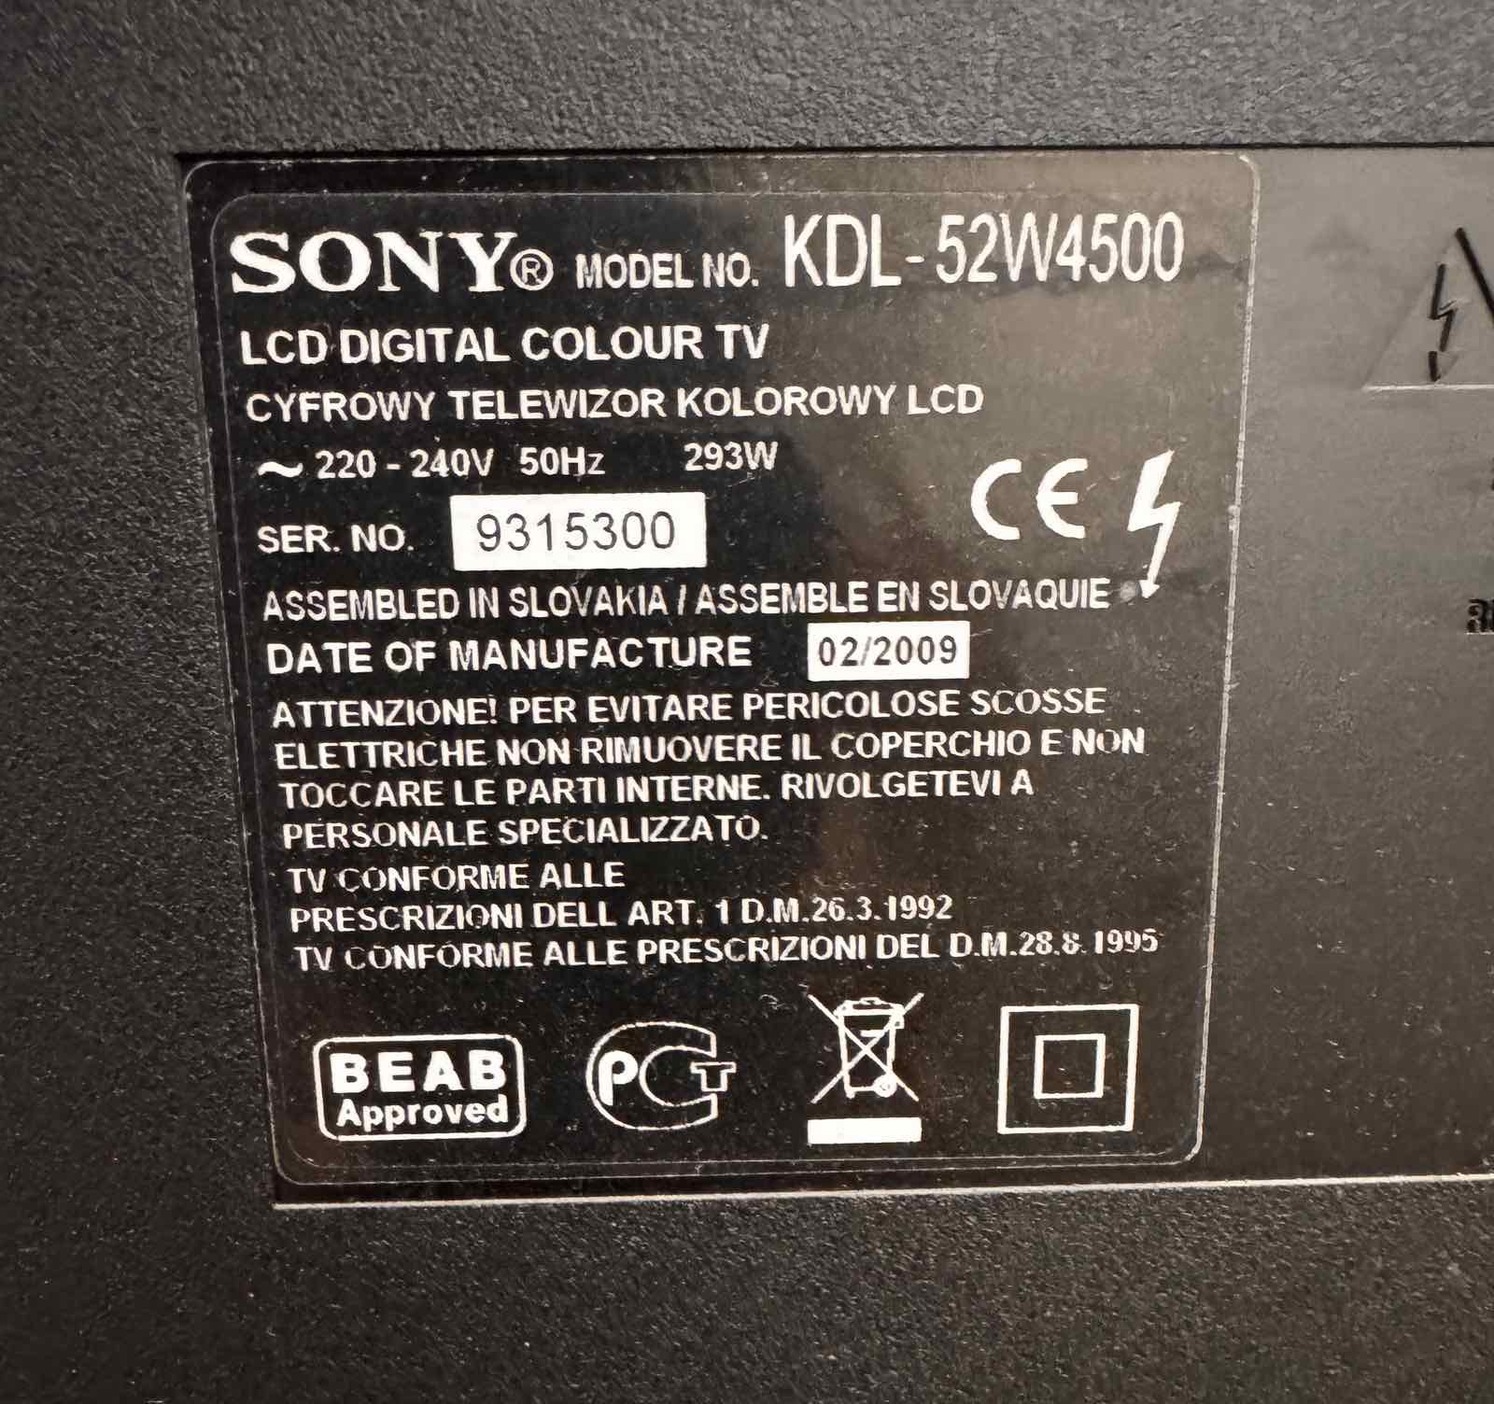 SONY® MODEL NO. KDL-52W4500
LCD DIGITAL COLOUR TV
CYFROWY TELEWIZOR KOLOROWY LCD
~ 220 - 240V 50Hz 293W
CE
SER. NO. 9315300
ASSEMBLED IN SLOVAKIA / ASSEMBLE EN SLOVAQUIE
DATE OF MANUFACTURE 02/2009
ATTENZIONE! PER EVITARE PERICOLOSE SCOSSE
ELETTRICHE NON RIMUOVERE IL COPERCHIO E NON
TOCCARE LE PARTI INTERNE. RIVOLGETEVI A
PERSONALE SPECIALIZZATO.
TV CONFORME ALLE
PRESCRIZIONI DELL ART. 1 D.M.26.3.1992
TV CONFORME ALLE PRESCRIZIONI DEL D.M.28.8.1995
BEAB
Approved
PCT